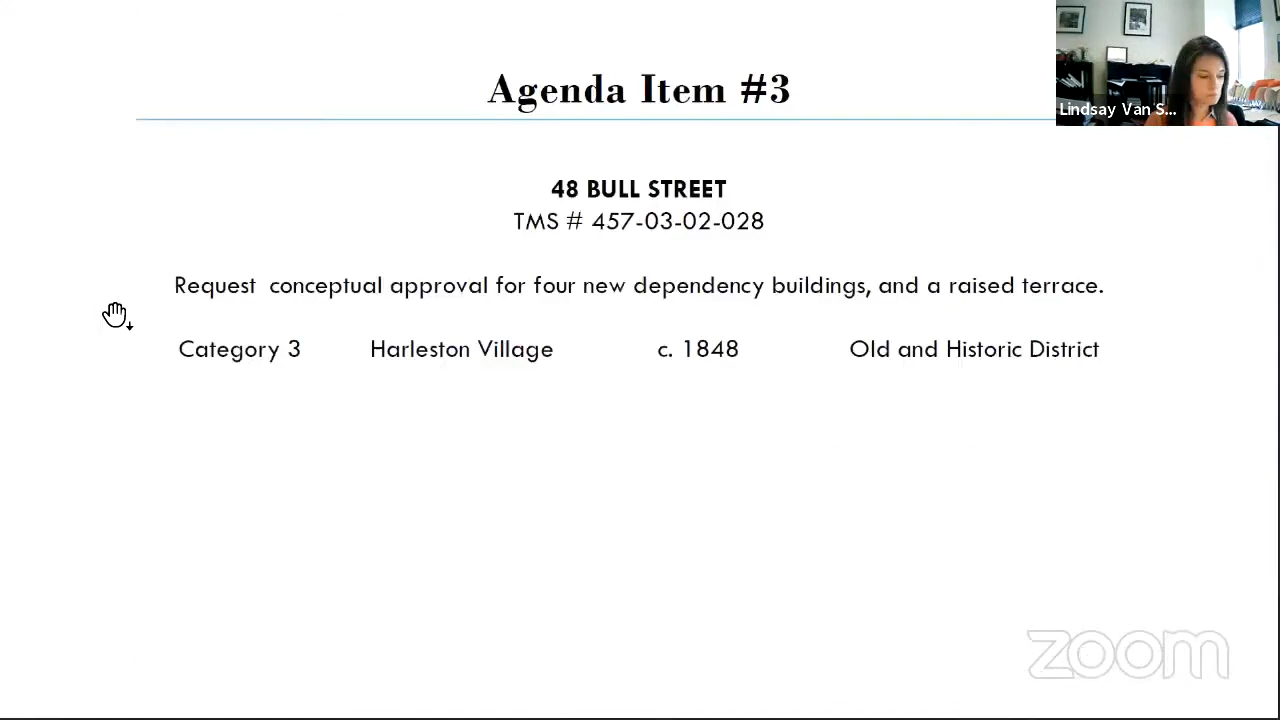 Agenda Item #3
Lindsay Van S...
48 BULL STREET
TMS # 457-03-02-028
Request conceptual approval for four new dependency buildings, and a raised terrace.
Category 3 Harleston Village c. 1848 Old and Historic District
zoom